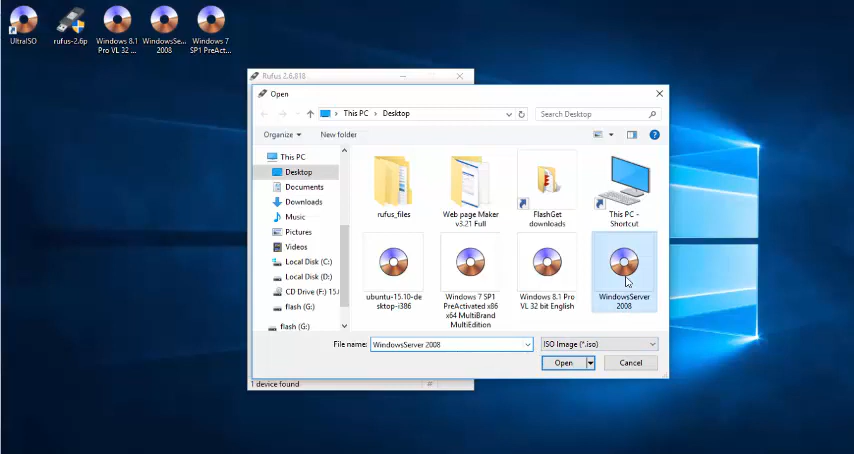 UltraISO
rufus-2.6p
Windows 8.1
Pro VL 32 ...
WindowsSe...
2008
Windows 7
SP1 PreAct...
Rufus 2.6.818
Open
This PC
Desktop
Search Desktop
Organize
New folder
This PC
Desktop
Documents
Downloads
Music
Pictures
Videos
Local Disk (C:)
Local Disk (D:)
CD Drive (F:) 15.
flash (G:)
flash (G:)
rufus_files
Web page Maker
v3.21 Full
FlashGet
downloads
This PC -
Shortcut
ubuntu-15.10-de
sktop-i386
Windows 7 SP1
PreActivated x86
x64 MultiBrand
MultiEdition
Windows 8.1 Pro
VL 32 bit English
WindowsServer
2008
File name:
WindowsServer 2008
ISO Image (*.iso)
Open
Cancel
1 device found
#